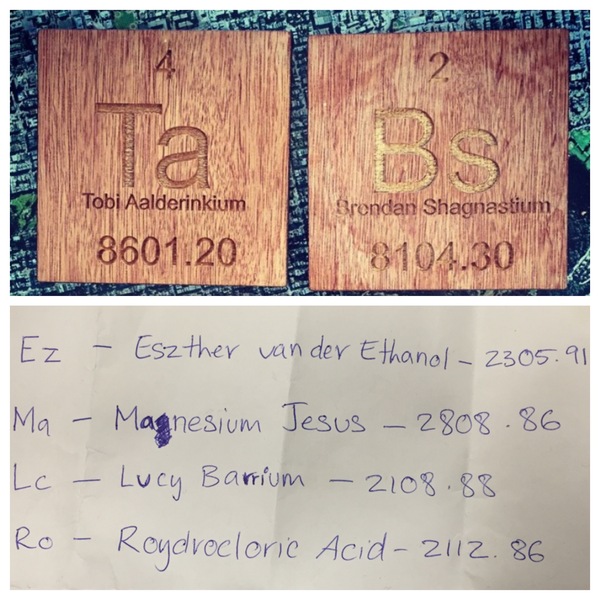 4
Ta
Tobi Aalderinkium
8601.20
2
Bs
Brendan Shagnastium
8104.30
Ez – Eszther van der Ethanol – 2305.91
Ma – Magnesium Jesus – 2808.86
Lc – Lucy Barrium – 2108.88
Ro – Roydrocloric Acid – 2112.86